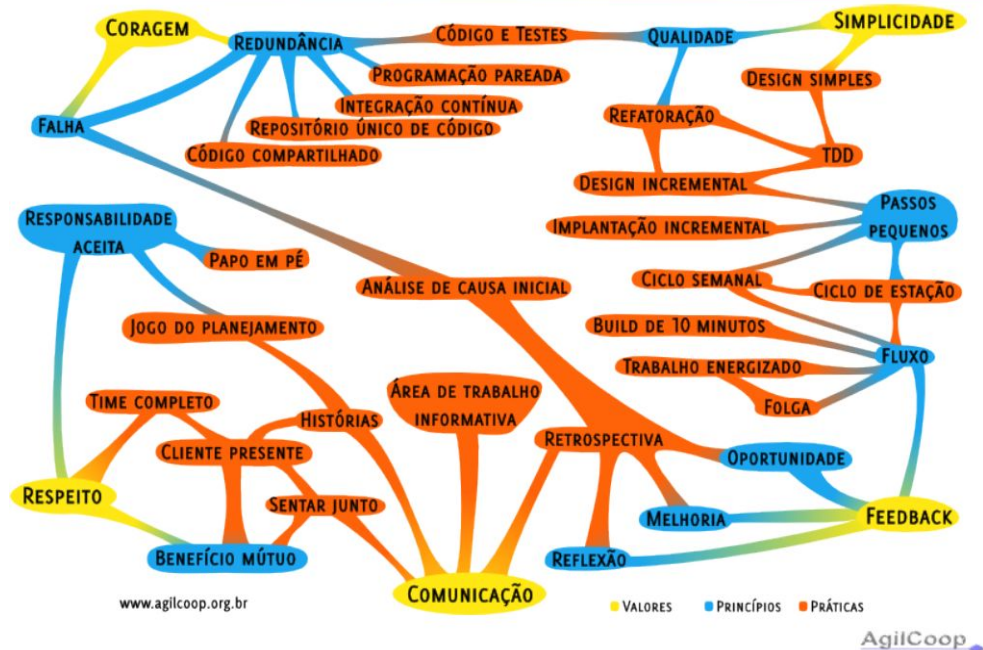 CORAGEM
SIMPLICIDADE
REDUNDÂNCIA
CÓDIGO E TESTES
QUALIDADE
PROGRAMAÇÃO PAREADA
DESIGN SIMPLES
INTEGRAÇÃO CONTÍNUA
REFATORAÇÃO
FALHA
REPOSITÓRIO ÚNICO DE CÓDIGO
CÓDIGO COMPARTILHADO
TDD
DESIGN INCREMENTAL
PASSOS
PEQUENOS
RESPONSABILIDADE
ACEITA
IMPLANTAÇÃO INCREMENTAL
PAPO EM PÉ
CICLO SEMANAL
ANÁLISE DE CAUSA INICIAL
CICLO DE ESTAÇÃO
JOGO DO PLANEJAMENTO
BUILD DE 10 MINUTOS
FLUXO
TRABALHO ENERGIZADO
ÁREA DE TRABALHO
INFORMATIVA
TIME COMPLETO
FOLGA
HISTÓRIAS
RETROSPECTIVA
CLIENTE PRESENTE
OPORTUNIDADE
RESPEITO
SENTAR JUNTO
MELHORIA
FEEDBACK
BENEFÍCIO MÚTUO
REFLEXÃO
COMUNICAÇÃO
www.agilcoop.org.br
VALORES
PRINCÍPIOS
PRÁTICAS
AgilCoop